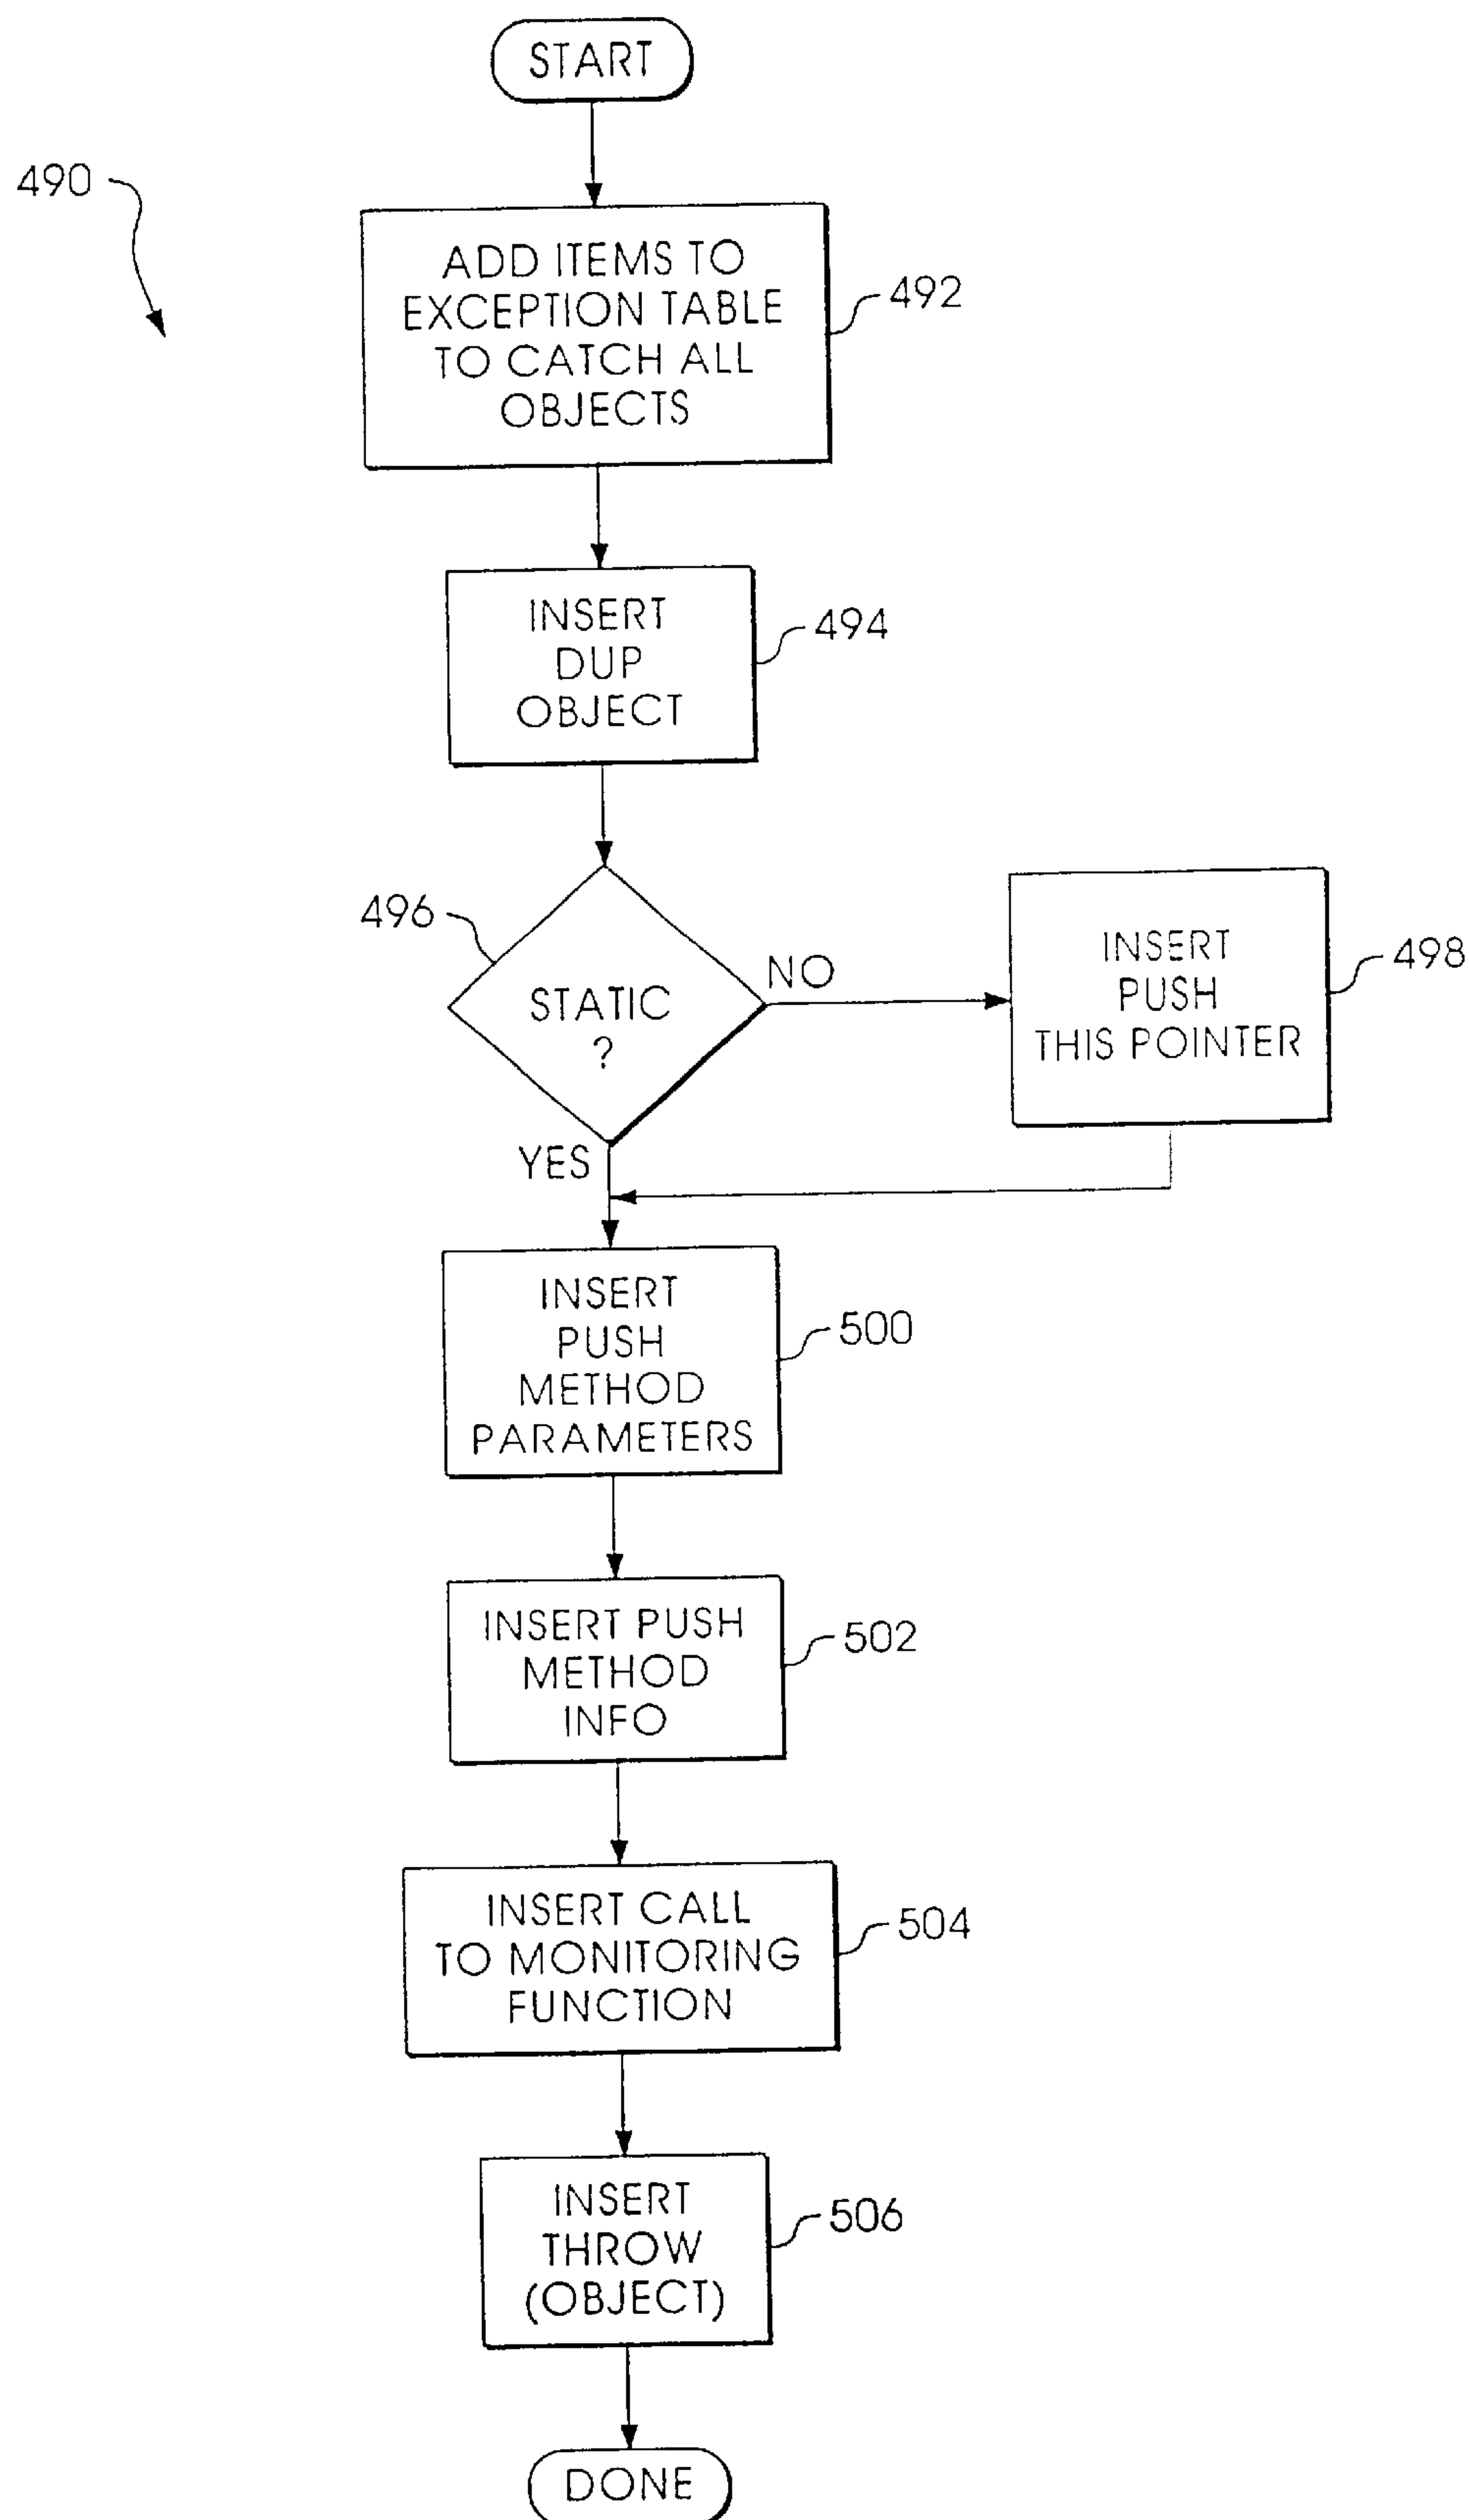 START
490
ADD ITEMS TO
EXCEPTION TABLE
TO CATCH ALL
OBJECTS
492
INSERT
DUP
OBJECT
494
496
STATIC
?
NO
YES
INSERT
PUSH
THIS POINTER
498
INSERT
PUSH
METHOD
PARAMETERS
500
INSERT PUSH
METHOD
INFO
502
INSERT CALL
TO MONITORING
FUNCTION
504
INSERT
THROW
(OBJECT)
506
DONE